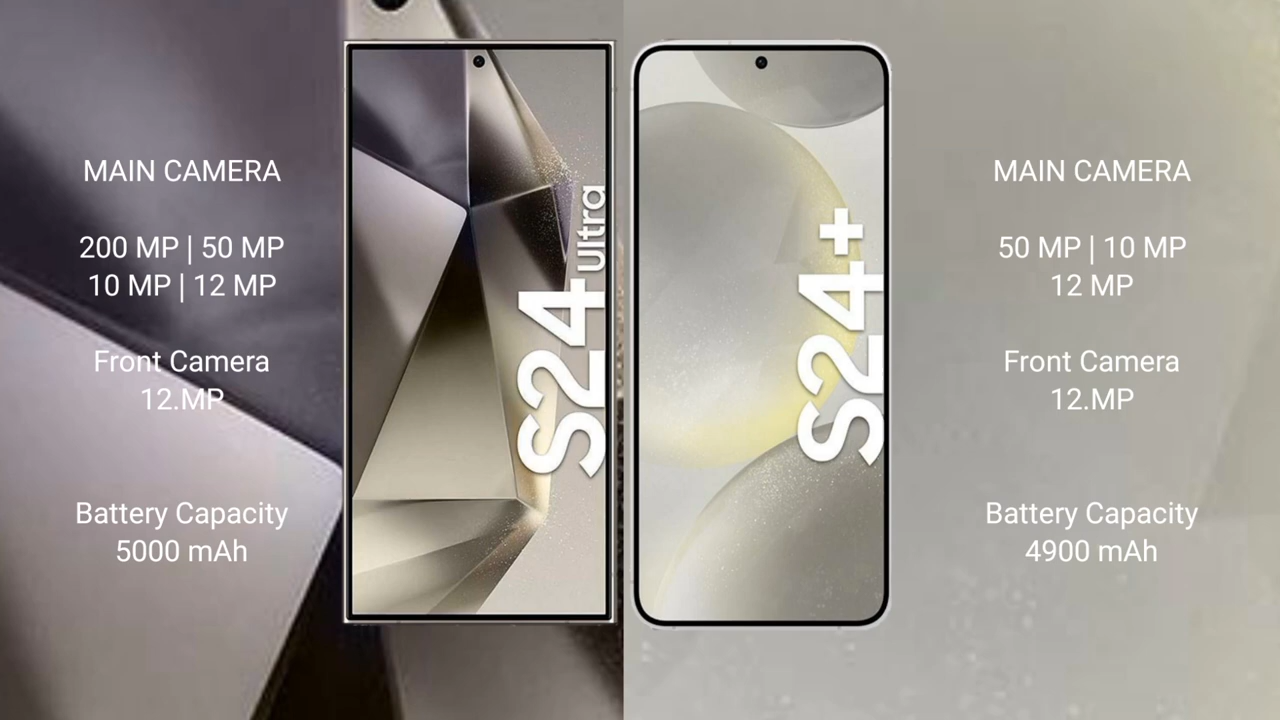 MAIN CAMERA
200 MP | 50 MP
10 MP | 12 MP
Front Camera
12.MP
Battery Capacity
5000 mAh
S24 ultra
S24+
MAIN CAMERA
50 MP | 10 MP
12 MP
Front Camera
12.MP
Battery Capacity
4900 mAh